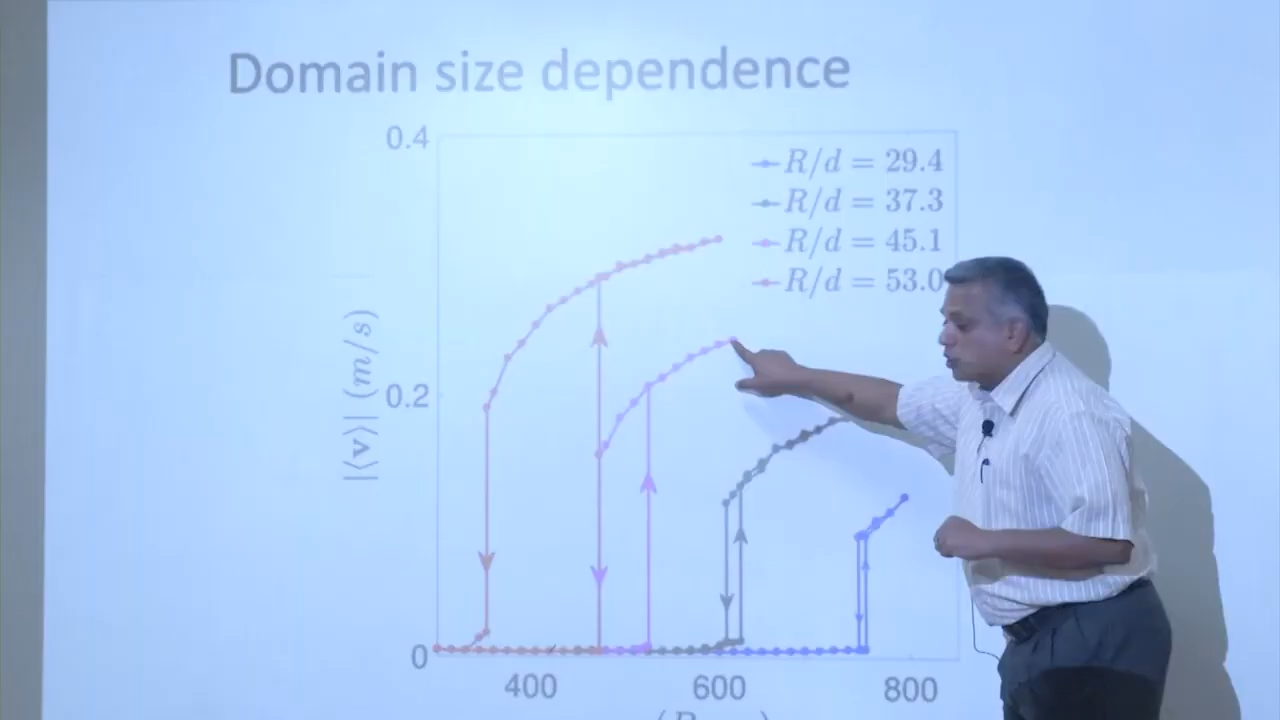 Domain size dependence
0.4
R/d = 29.4
R/d = 37.3
R/d = 45.1
R/d = 53.0
|⟨v⟩| (m/s)
0.2
0
400 600 800